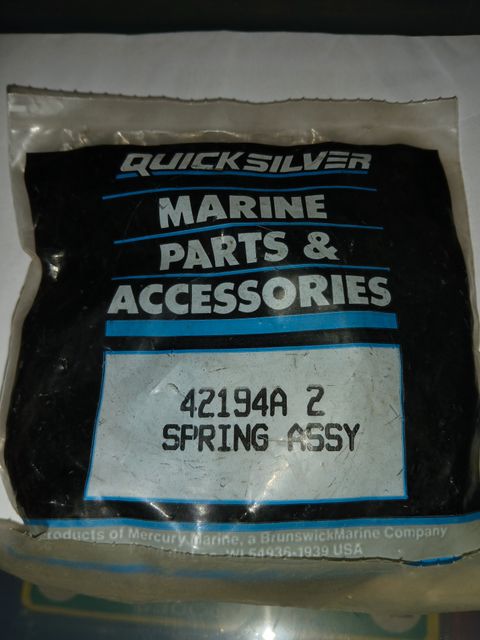 QUICKSILVER
MARINE
PARTS &
ACCESSORIES
42194A 2
SPRING ASSY
Products of Mercury Marine, a BrunswickMarine Company
WI 54936-1939 USA